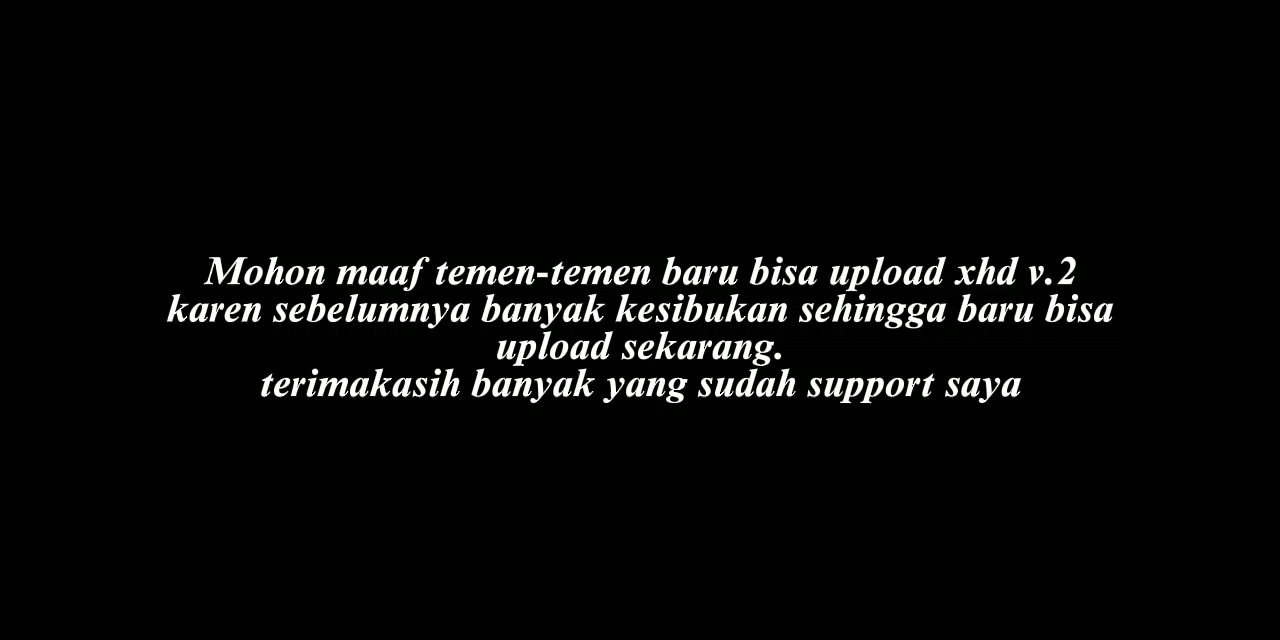 Mohon maaf temen-temen baru bisa upload xhd v.2
karen sebelumnya banyak kesibukan sehingga baru bisa
upload sekarang.
terimakasih banyak yang sudah support saya